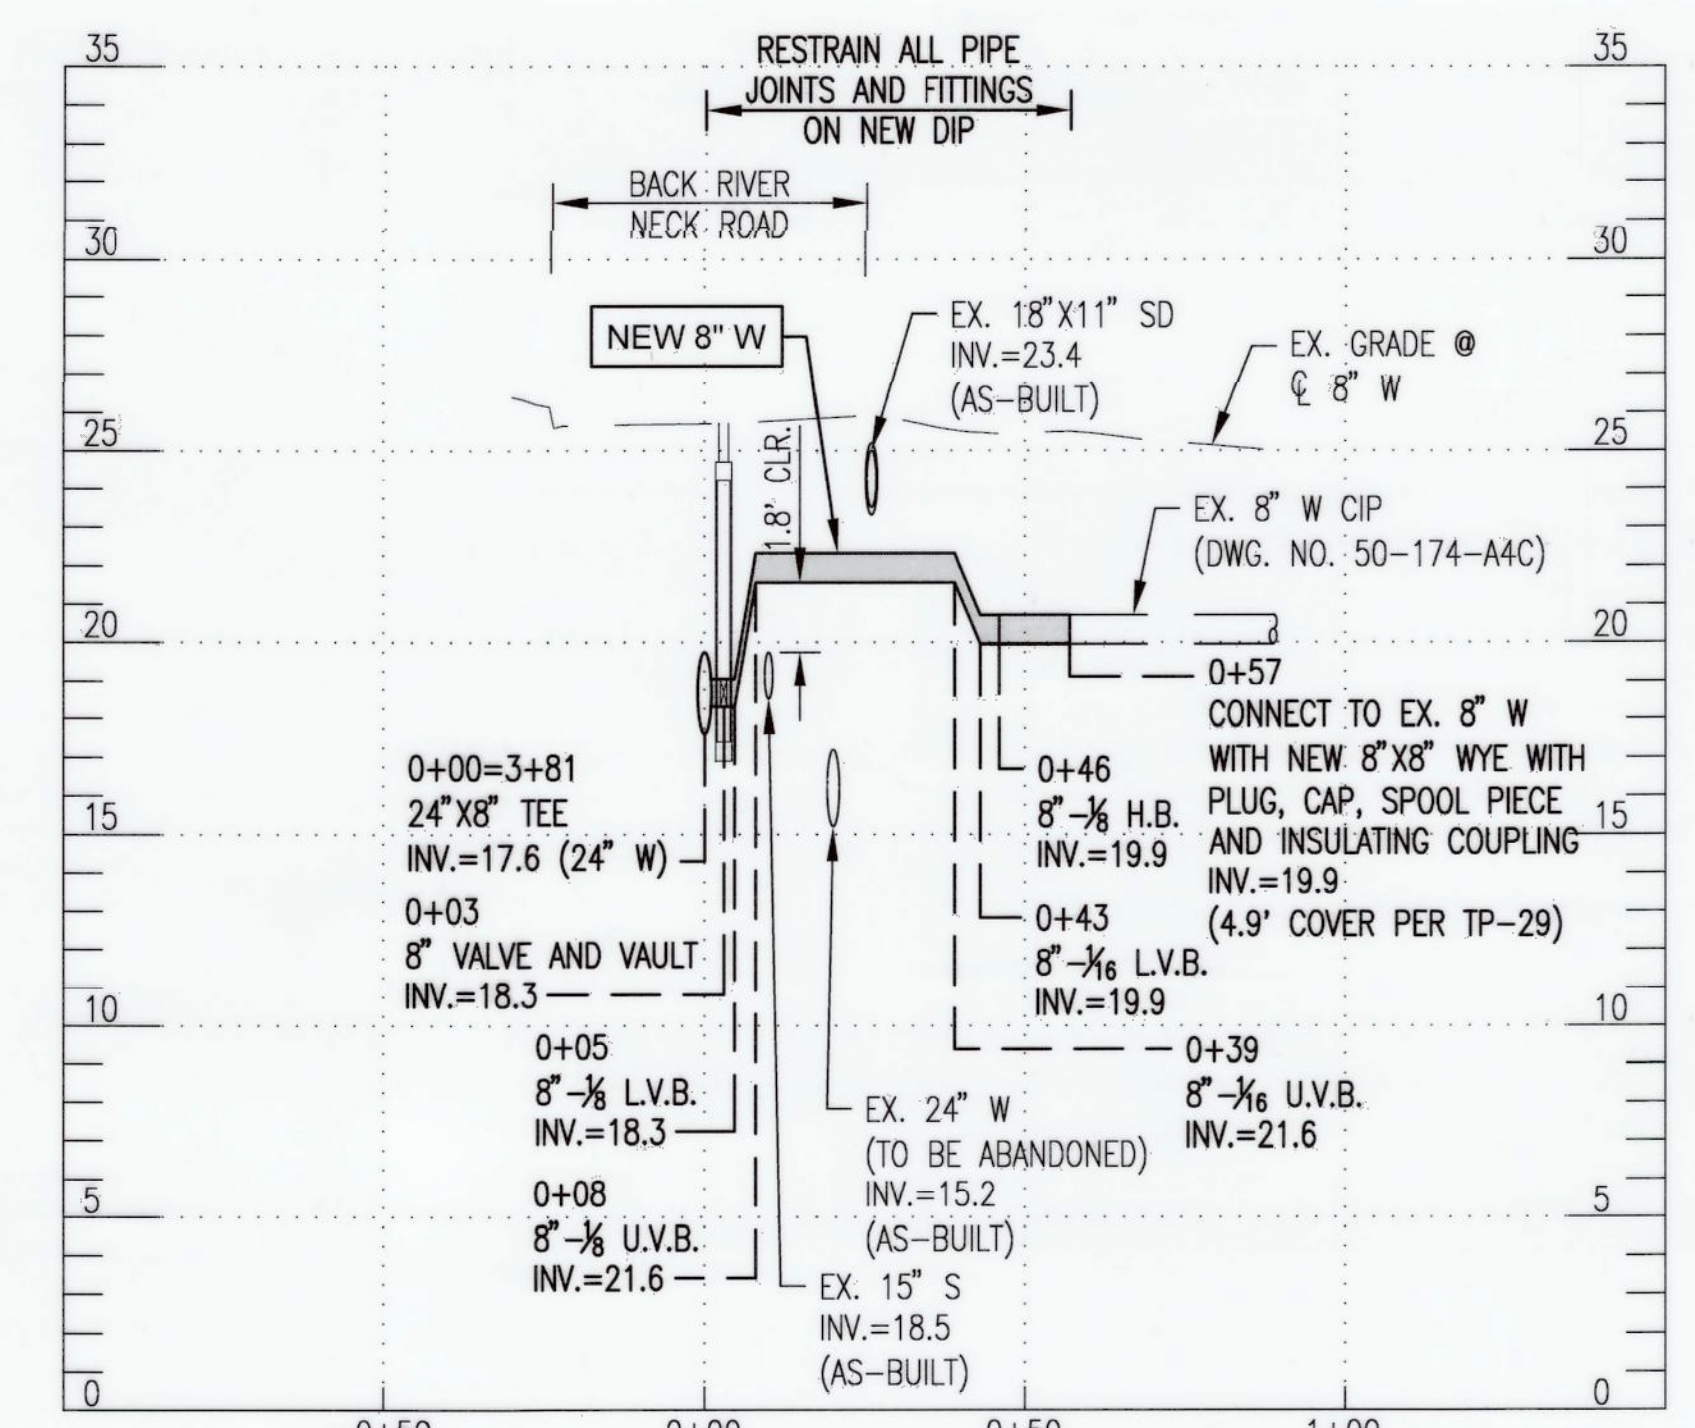 RESTRAIN ALL PIPE
JOINTS AND FITTINGS
ON NEW DIP
35
35
BACK RIVER
NECK ROAD
30
30
NEW 8" W
EX. 18"X11" SD
INV.=23.4
(AS-BUILT)
EX. GRADE @
℄ 8" W
25
25
1.8' CLR.
EX. 8" W CIP
(DWG. NO. 50-174-A4C)
20
20
0+57
CONNECT TO EX. 8" W
WITH NEW 8"X8" WYE WITH
PLUG, CAP, SPOOL PIECE
AND INSULATING COUPLING
INV.=19.9
(4.9' COVER PER TP-29)
0+00=3+81
24"X8" TEE
INV.=17.6 (24" W)
0+46
8"-1/8 H.B.
INV.=19.9
15
15
0+03
8" VALVE AND VAULT
INV.=18.3
0+43
8"-1/16 L.V.B.
INV.=19.9
10
10
0+05
8"-1/8 L.V.B.
INV.=18.3
0+39
8"-1/16 U.V.B.
INV.=21.6
EX. 24" W
(TO BE ABANDONED)
INV.=15.2
(AS-BUILT)
0+08
8"-1/8 U.V.B.
INV.=21.6
5
5
EX. 15" S
INV.=18.5
(AS-BUILT)
0
0
0+50
0+00
0+50
1+00